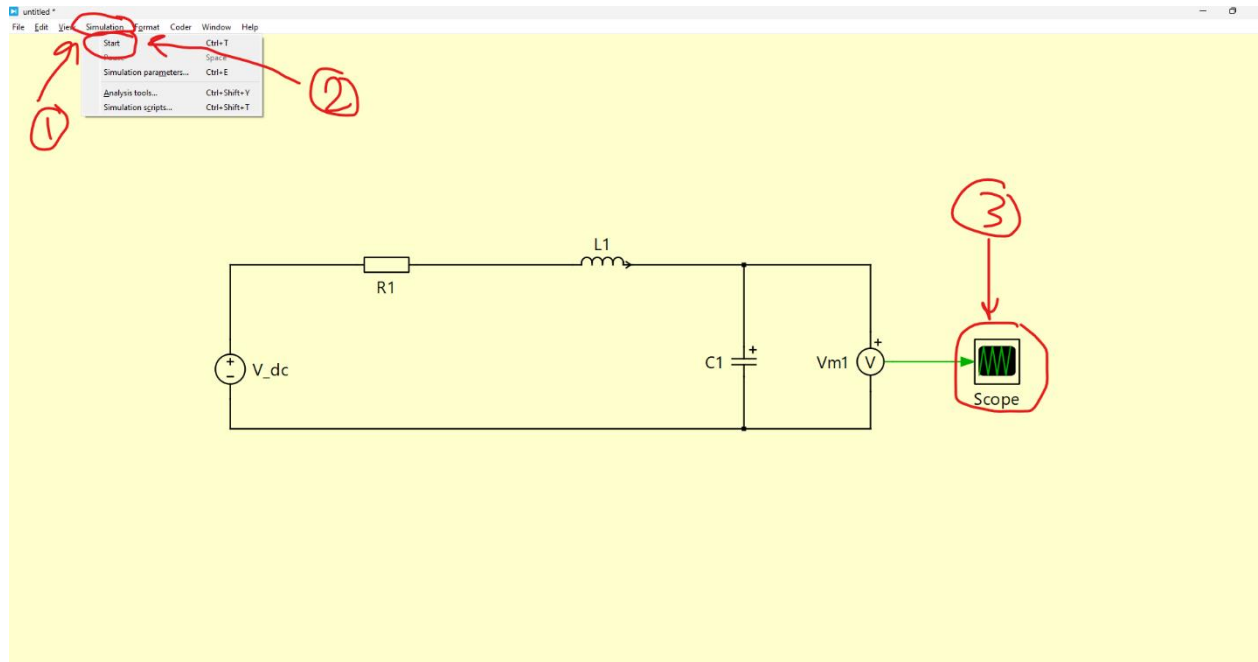 untitled *
File Edit View Simulation Format Coder Window Help
Start Ctrl+T
Pause Space
Simulation parameters... Ctrl+E
Analysis tools... Ctrl+Shift+Y
Simulation scripts... Ctrl+Shift+T
1
2
3
L1
R1
V_dc
C1
Vm1
V
Scope